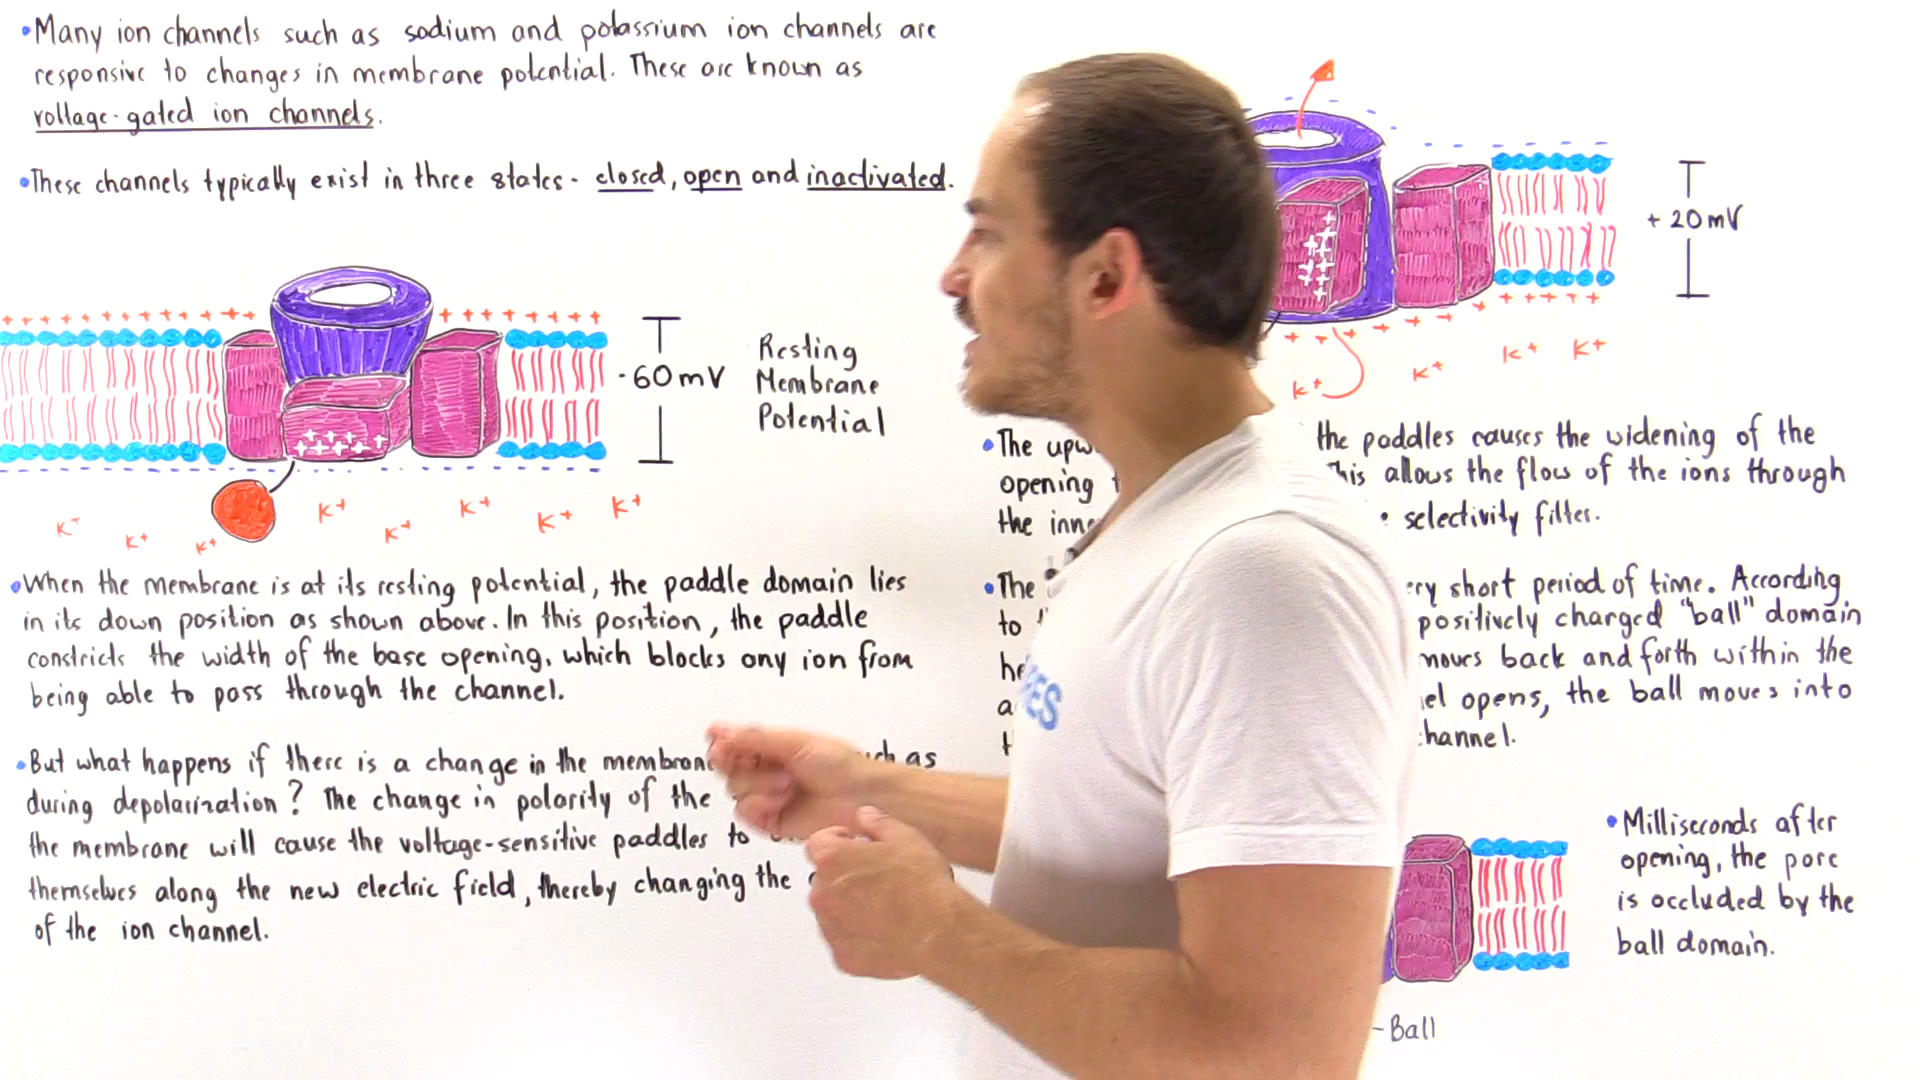 •Many ion channels such as sodium and potassium ion channels are
responsive to changes in membrane potential. These are known as
voltage-gated ion channels.
•These channels typically exist in three states - closed, open and inactivated.
+ + + + + + + + + + + + + + + + + + + + + +
- 60 mV
Resting
Membrane
Potential
+ + + + + + + + +
K+ K+ K+ K+ K+ K+ K+ K+
•When the membrane is at its resting potential, the paddle domain lies
in its down position as shown above. In this position, the paddle
constricts the width of the base opening, which blocks any ion from
being able to pass through the channel.
•But what happens if there is a change in the as
during depolarization? The change in polarity of the
the membrane will cause the voltage-sensitive paddles to
themselves along the new electric field, thereby changing the
of the ion channel.
+ 20 mV
+ + + + + + + +
K+ K+ K+ K+
•The the paddles causes the widening of the
opening This allows the flow of the ions through
the selectivity filter.
•The short period of time. According
to positively charged "ball" domain
moves back and forth within the
opens, the ball moves into
channel.
•Milliseconds after
opening, the pore
is occluded by the
ball domain.
-Ball